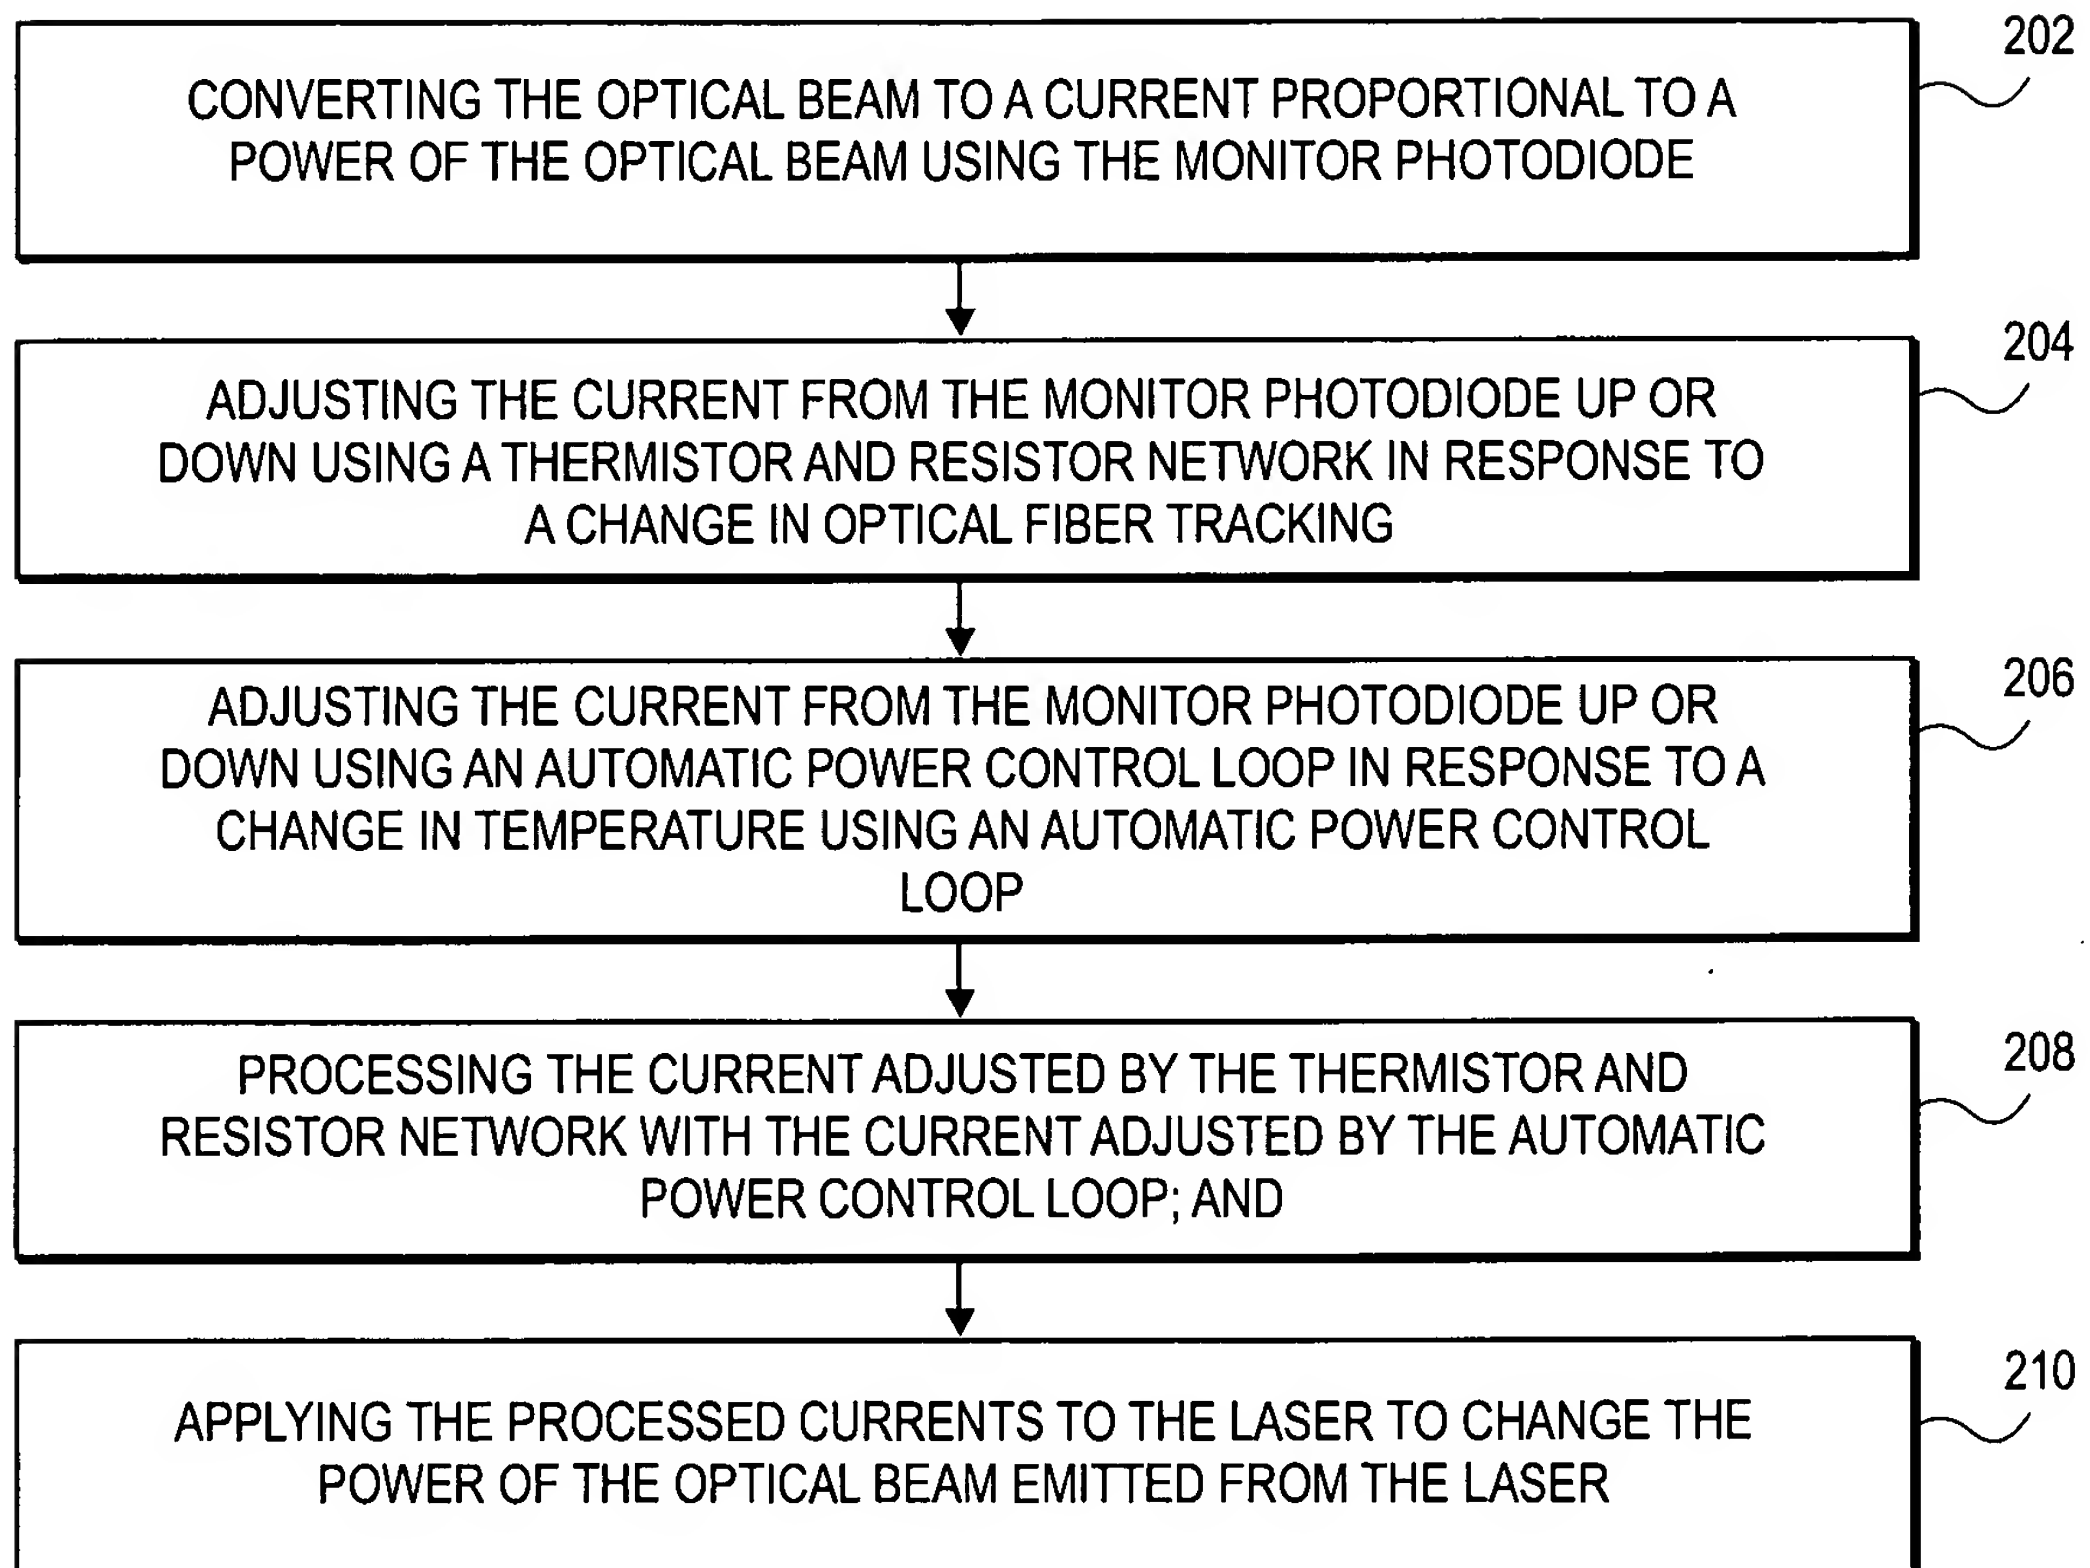 202
CONVERTING THE OPTICAL BEAM TO A CURRENT PROPORTIONAL TO A
POWER OF THE OPTICAL BEAM USING THE MONITOR PHOTODIODE
204
ADJUSTING THE CURRENT FROM THE MONITOR PHOTODIODE UP OR
DOWN USING A THERMISTOR AND RESISTOR NETWORK IN RESPONSE TO
A CHANGE IN OPTICAL FIBER TRACKING
206
ADJUSTING THE CURRENT FROM THE MONITOR PHOTODIODE UP OR
DOWN USING AN AUTOMATIC POWER CONTROL LOOP IN RESPONSE TO A
CHANGE IN TEMPERATURE USING AN AUTOMATIC POWER CONTROL
LOOP
208
PROCESSING THE CURRENT ADJUSTED BY THE THERMISTOR AND
RESISTOR NETWORK WITH THE CURRENT ADJUSTED BY THE AUTOMATIC
POWER CONTROL LOOP; AND
210
APPLYING THE PROCESSED CURRENTS TO THE LASER TO CHANGE THE
POWER OF THE OPTICAL BEAM EMITTED FROM THE LASER